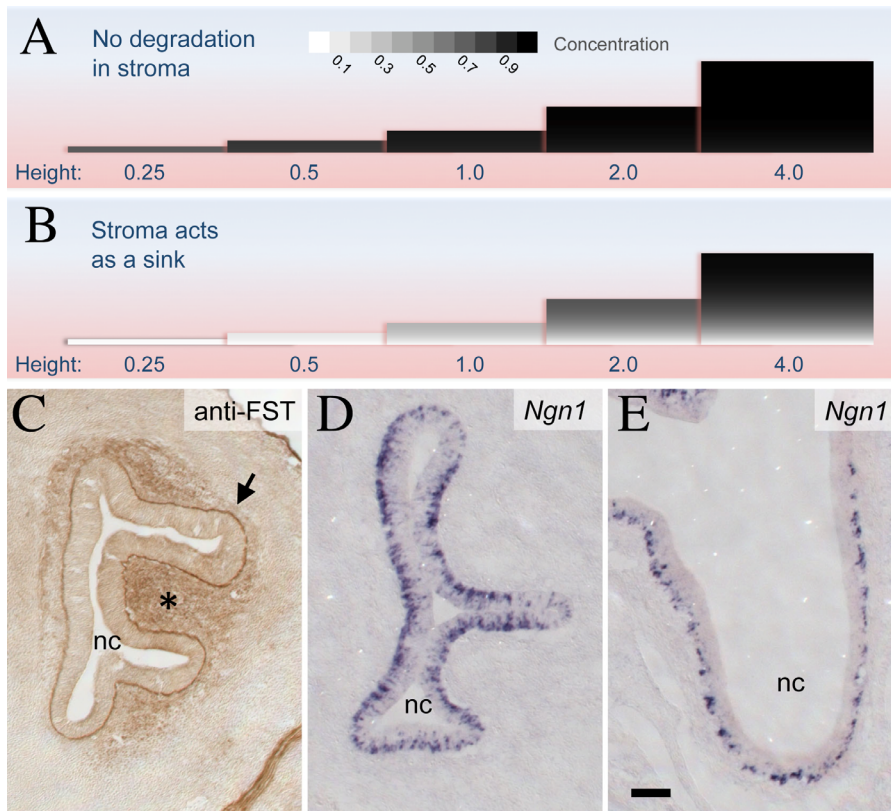 A
No degradation
in stroma
Concentration
0.1 0.3 0.5 0.7 0.9
Height: 0.25 0.5 1.0 2.0 4.0
B
Stroma acts
as a sink
Height: 0.25 0.5 1.0 2.0 4.0
C anti-FST
*
nc
D Ngn1
nc
E Ngn1
nc